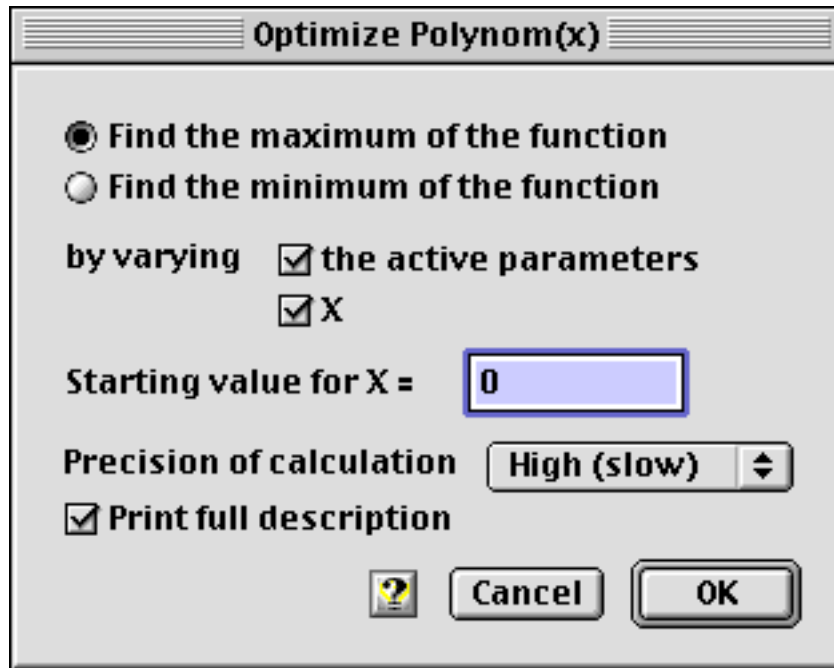 Optimize Polynom(x)
Find the maximum of the function
Find the minimum of the function
by varying the active parameters
X
Starting value for X = 0
Precision of calculation High (slow)
Print full description
? Cancel OK